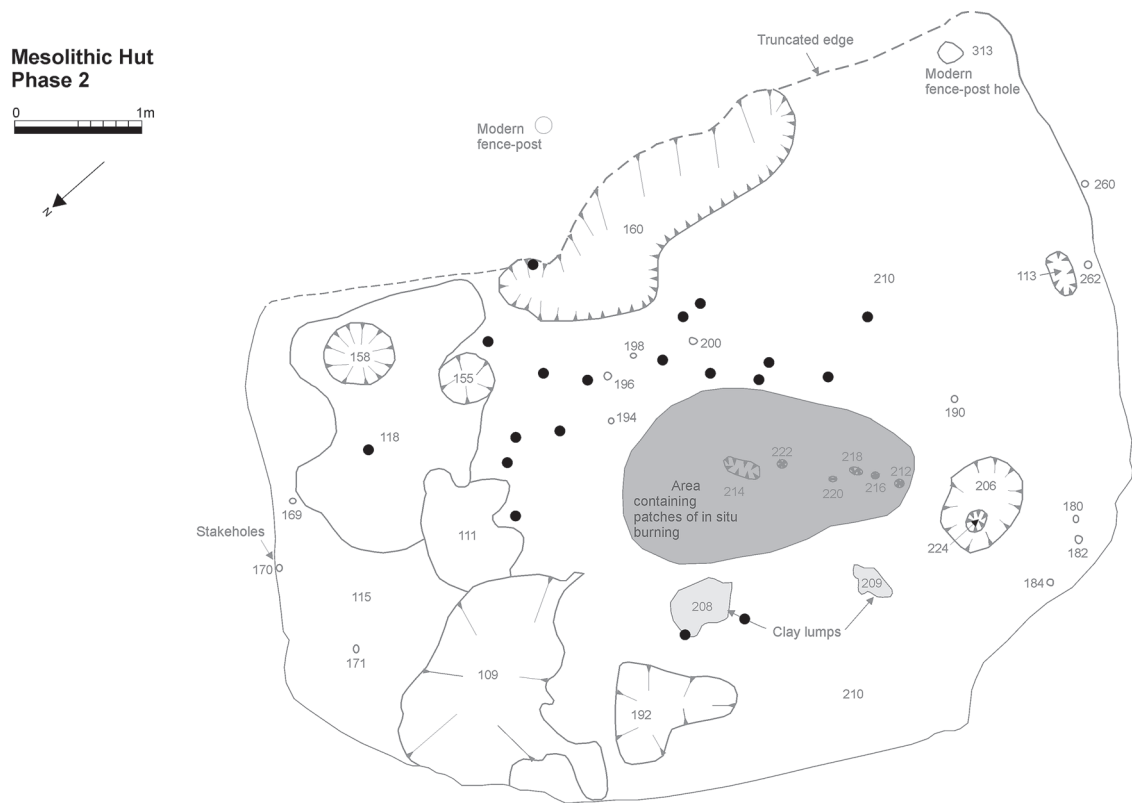 Mesolithic Hut
Phase 2
0 1m
N
Truncated edge
313
Modern
fence-post hole
Modern
fence-post
260
160
210
113
262
198
200
158
155
196
194
190
118
222
218
212
206
214
220
216
Area
containing
patches of in situ
burning
169
180
Stakeholes
111
224
182
170
209
184
115
208
Clay lumps
171
109
210
192